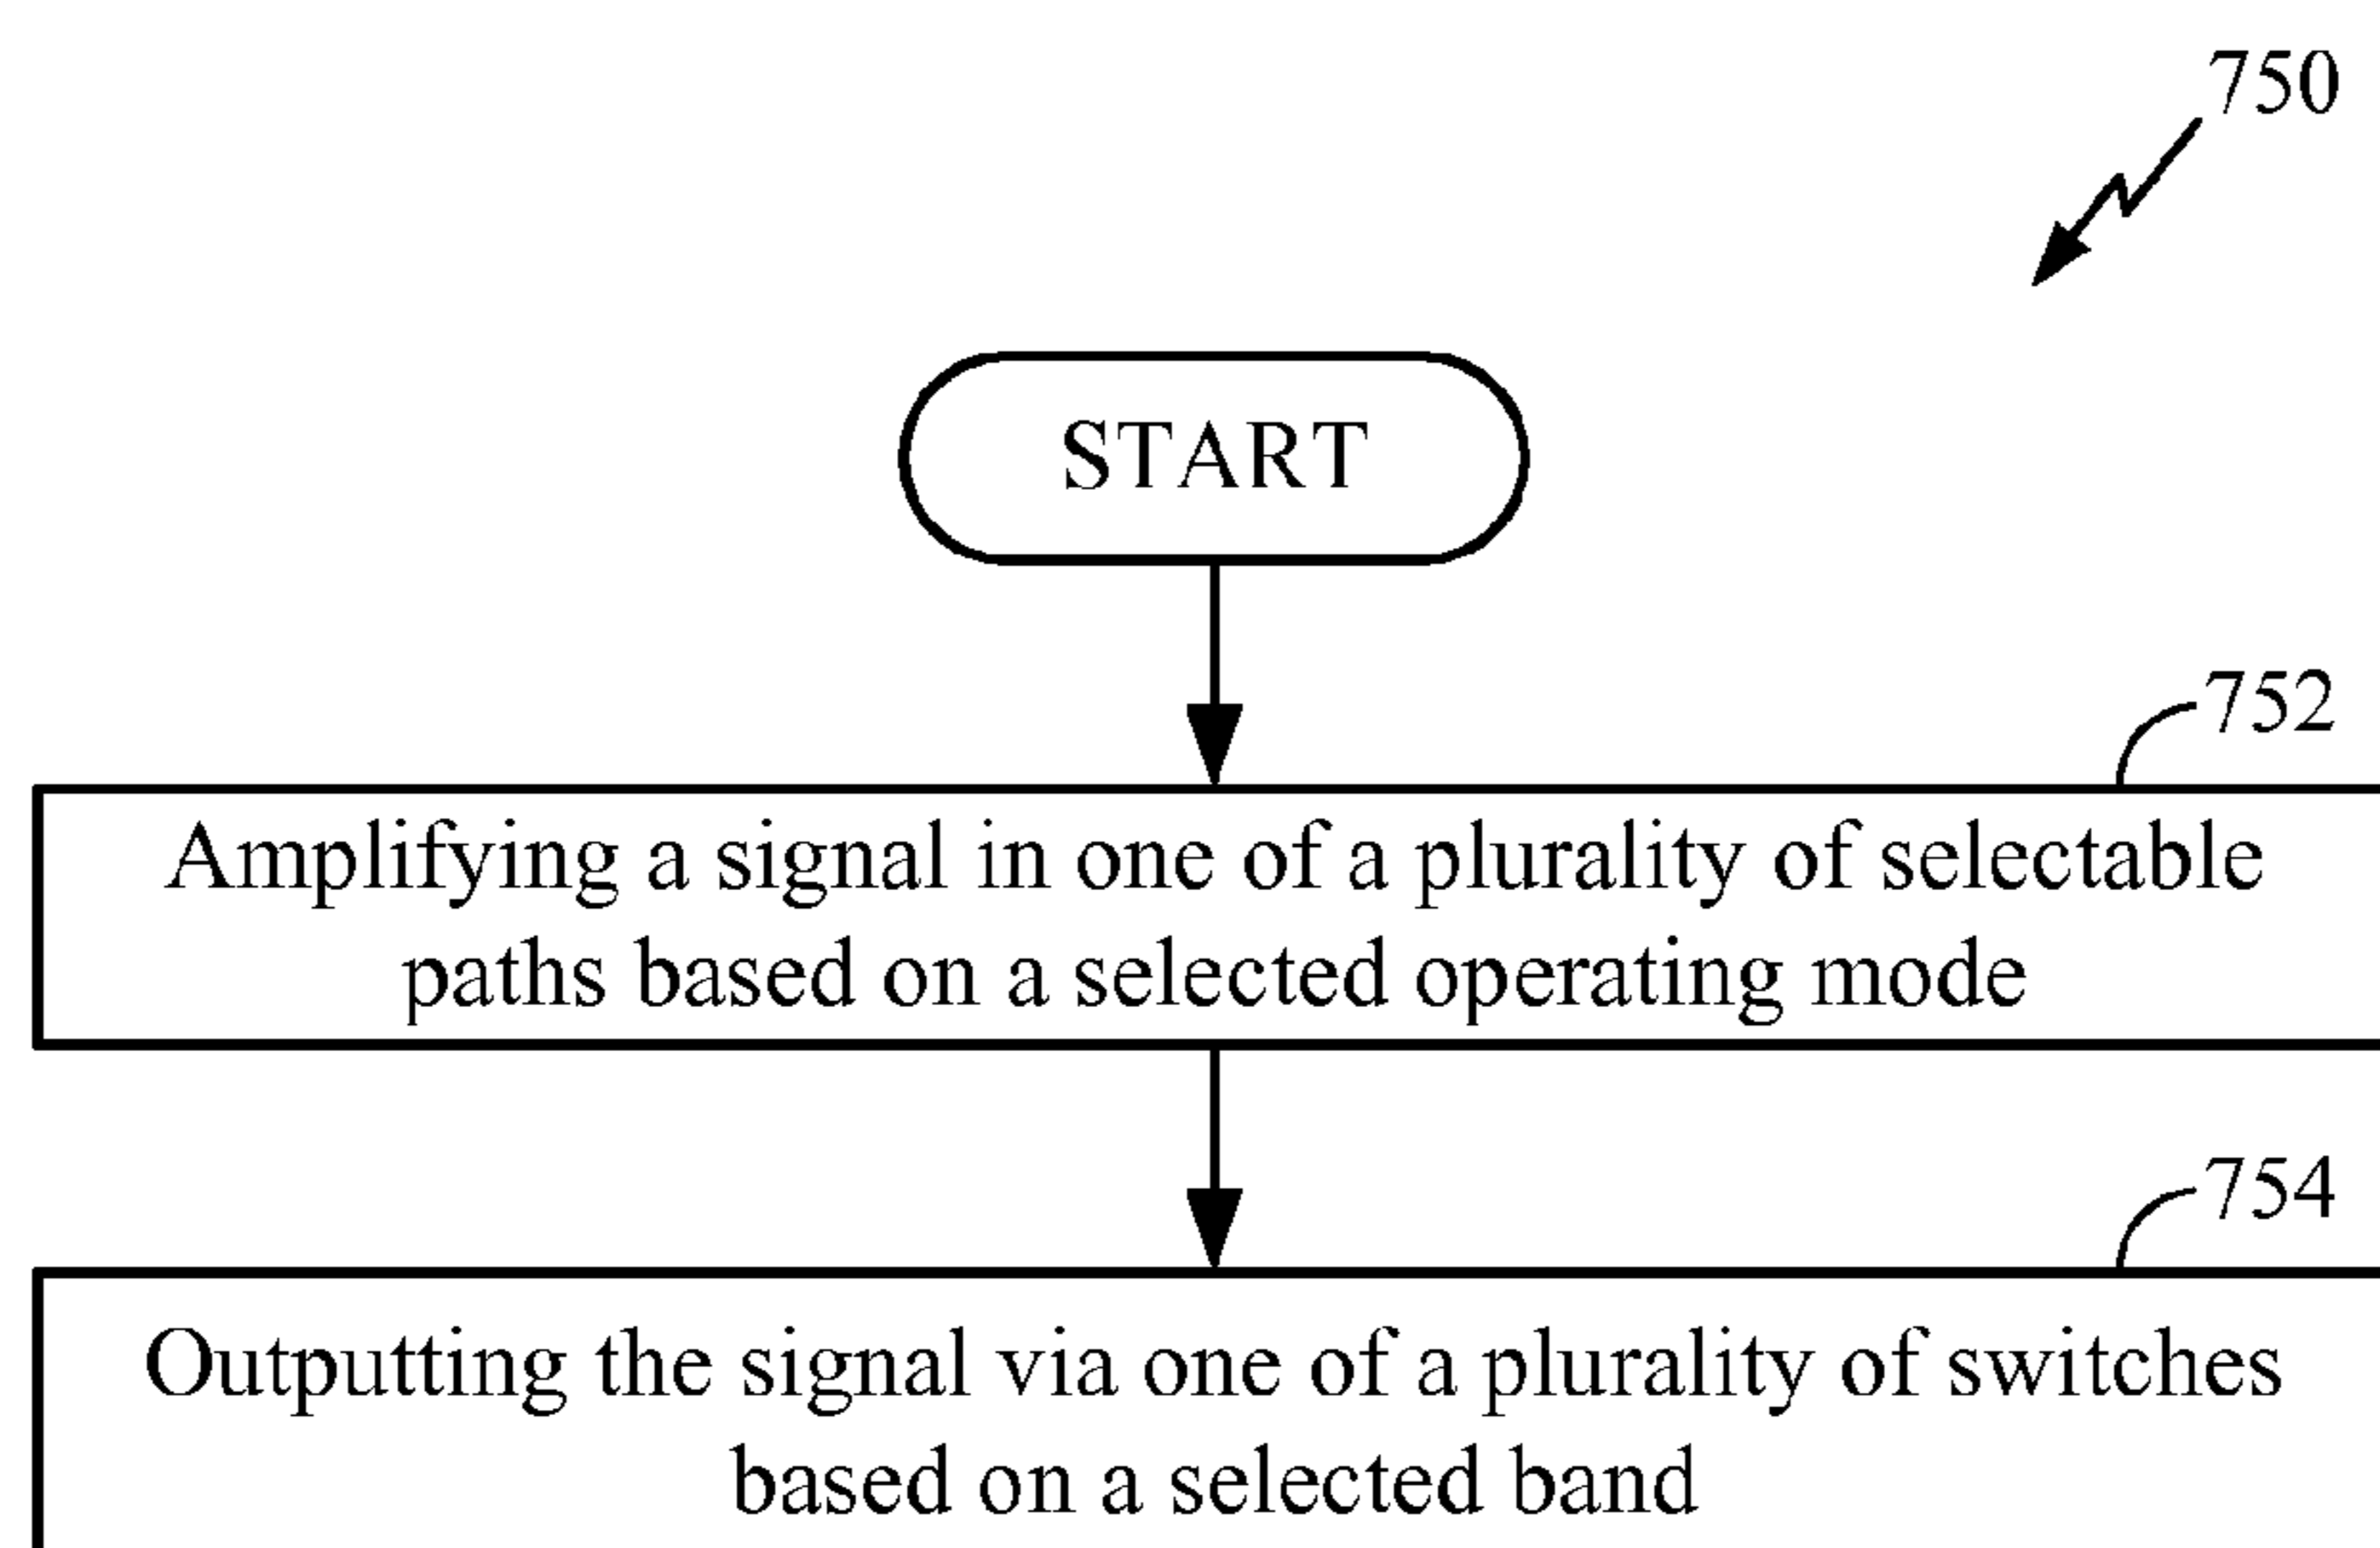 750
START
752
Amplifying a signal in one of a plurality of selectable
paths based on a selected operating mode
754
Outputting the signal via one of a plurality of switches
based on a selected band